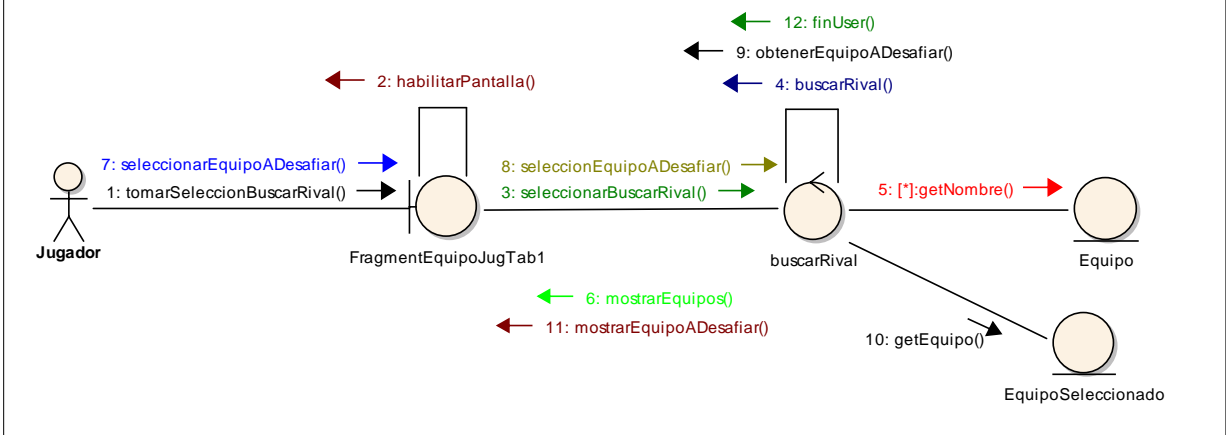 12: finUser()
9: obtenerEquipoADesafiar()
2: habilitarPantalla()
4: buscarRival()
7: seleccionarEquipoADesafiar()
8: seleccionEquipoADesafiar()
1: tomarSeleccionBuscarRival()
3: seleccionarBuscarRival()
5: [*]:getNombre()
Jugador
FragmentEquipoJugTab1
buscarRival
Equipo
6: mostrarEquipos()
11: mostrarEquipoADesafiar()
10: getEquipo()
EquipoSeleccionado